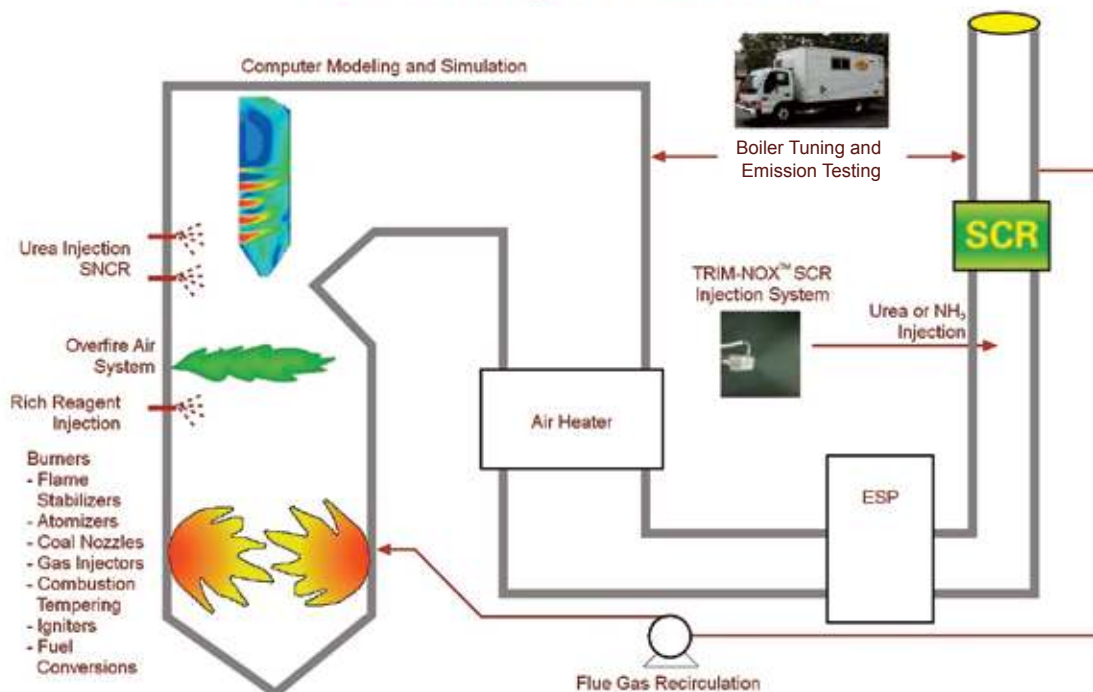 Computer Modeling and Simulation
Boiler Tuning and
Emission Testing
Urea Injection
SNCR
SCR
TRIM-NOX™ SCR
Injection System
Urea or NH₃
Injection
Overfire Air
System
Rich Reagent
Injection
Air Heater
Burners
- Flame
Stabilizers
- Atomizers
- Coal Nozzles
- Gas Injectors
- Combustion
Tempering
- Igniters
- Fuel
Conversions
ESP
Flue Gas Recirculation